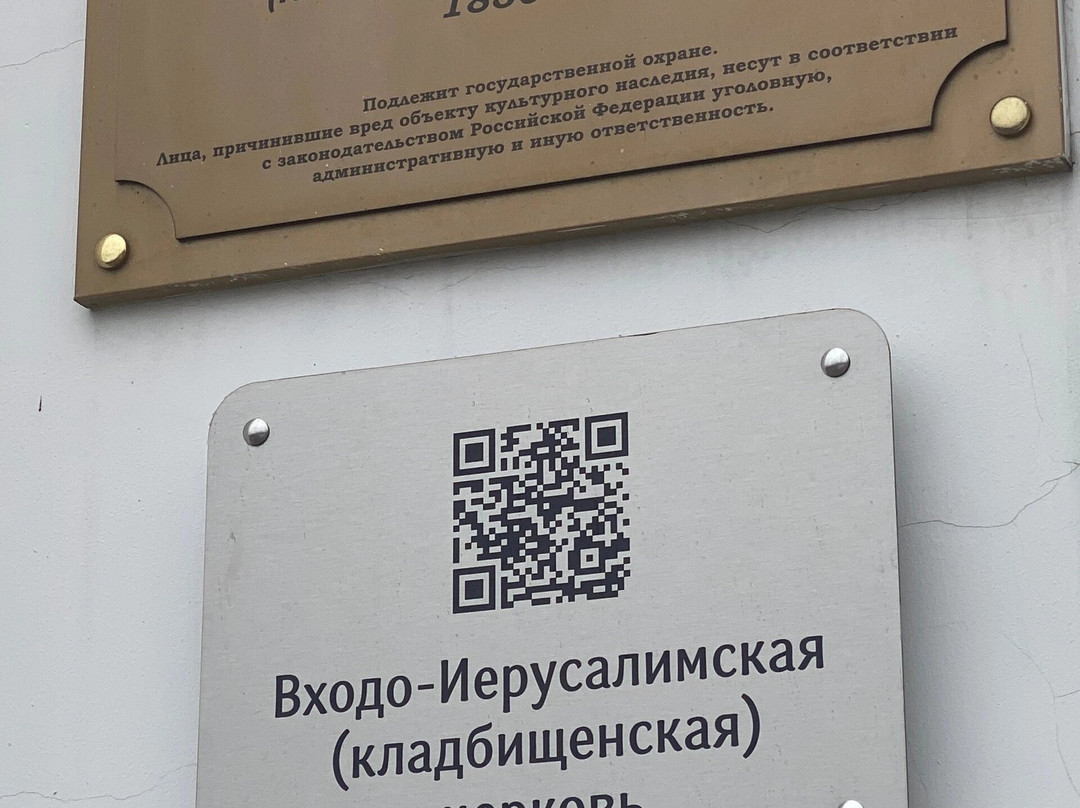 Подлежит государственной охране.
Лица, причинившие вред объекту культурного наследия, несут в соответствии
с законодательством Российской Федерации уголовную,
административную и иную ответственность.
Входо-Иерусалимская
(кладбищенская)
церковь